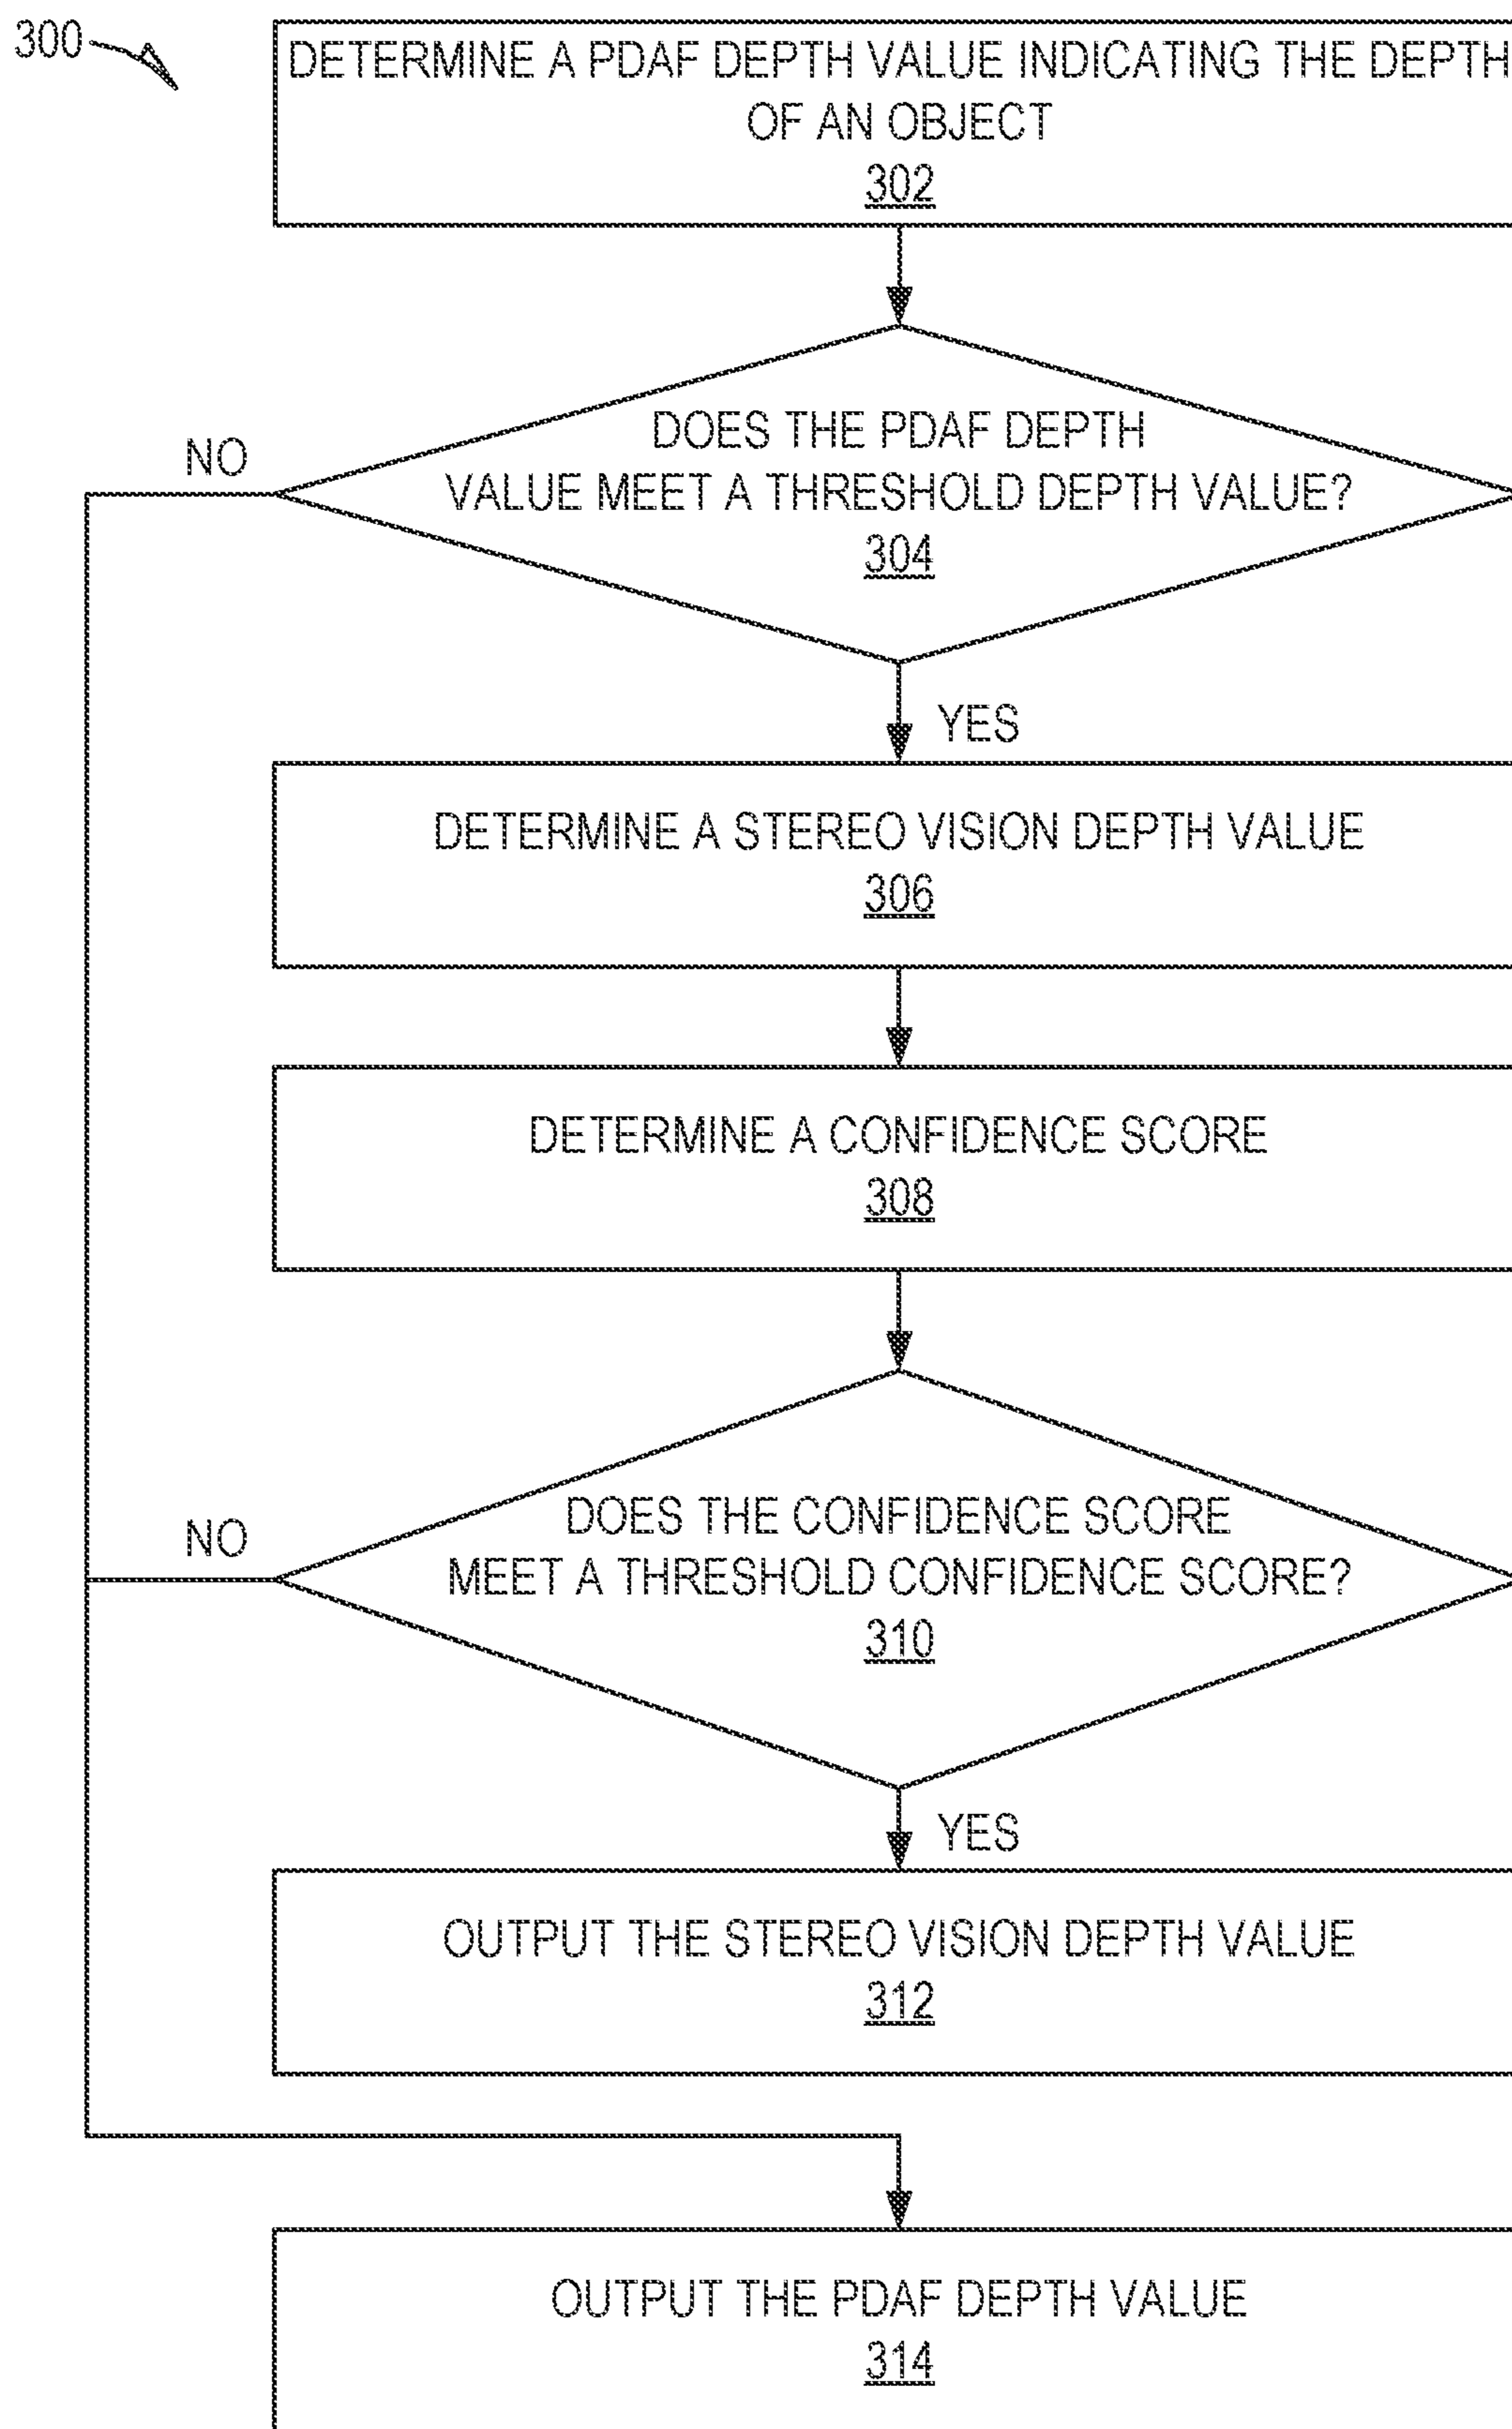 300
DETERMINE A PDAF DEPTH VALUE INDICATING THE DEPTH
OF AN OBJECT
302
DOES THE PDAF DEPTH
VALUE MEET A THRESHOLD DEPTH VALUE?
304
NO
YES
DETERMINE A STEREO VISION DEPTH VALUE
306
DETERMINE A CONFIDENCE SCORE
308
DOES THE CONFIDENCE SCORE
MEET A THRESHOLD CONFIDENCE SCORE?
310
NO
YES
OUTPUT THE STEREO VISION DEPTH VALUE
312
OUTPUT THE PDAF DEPTH VALUE
314